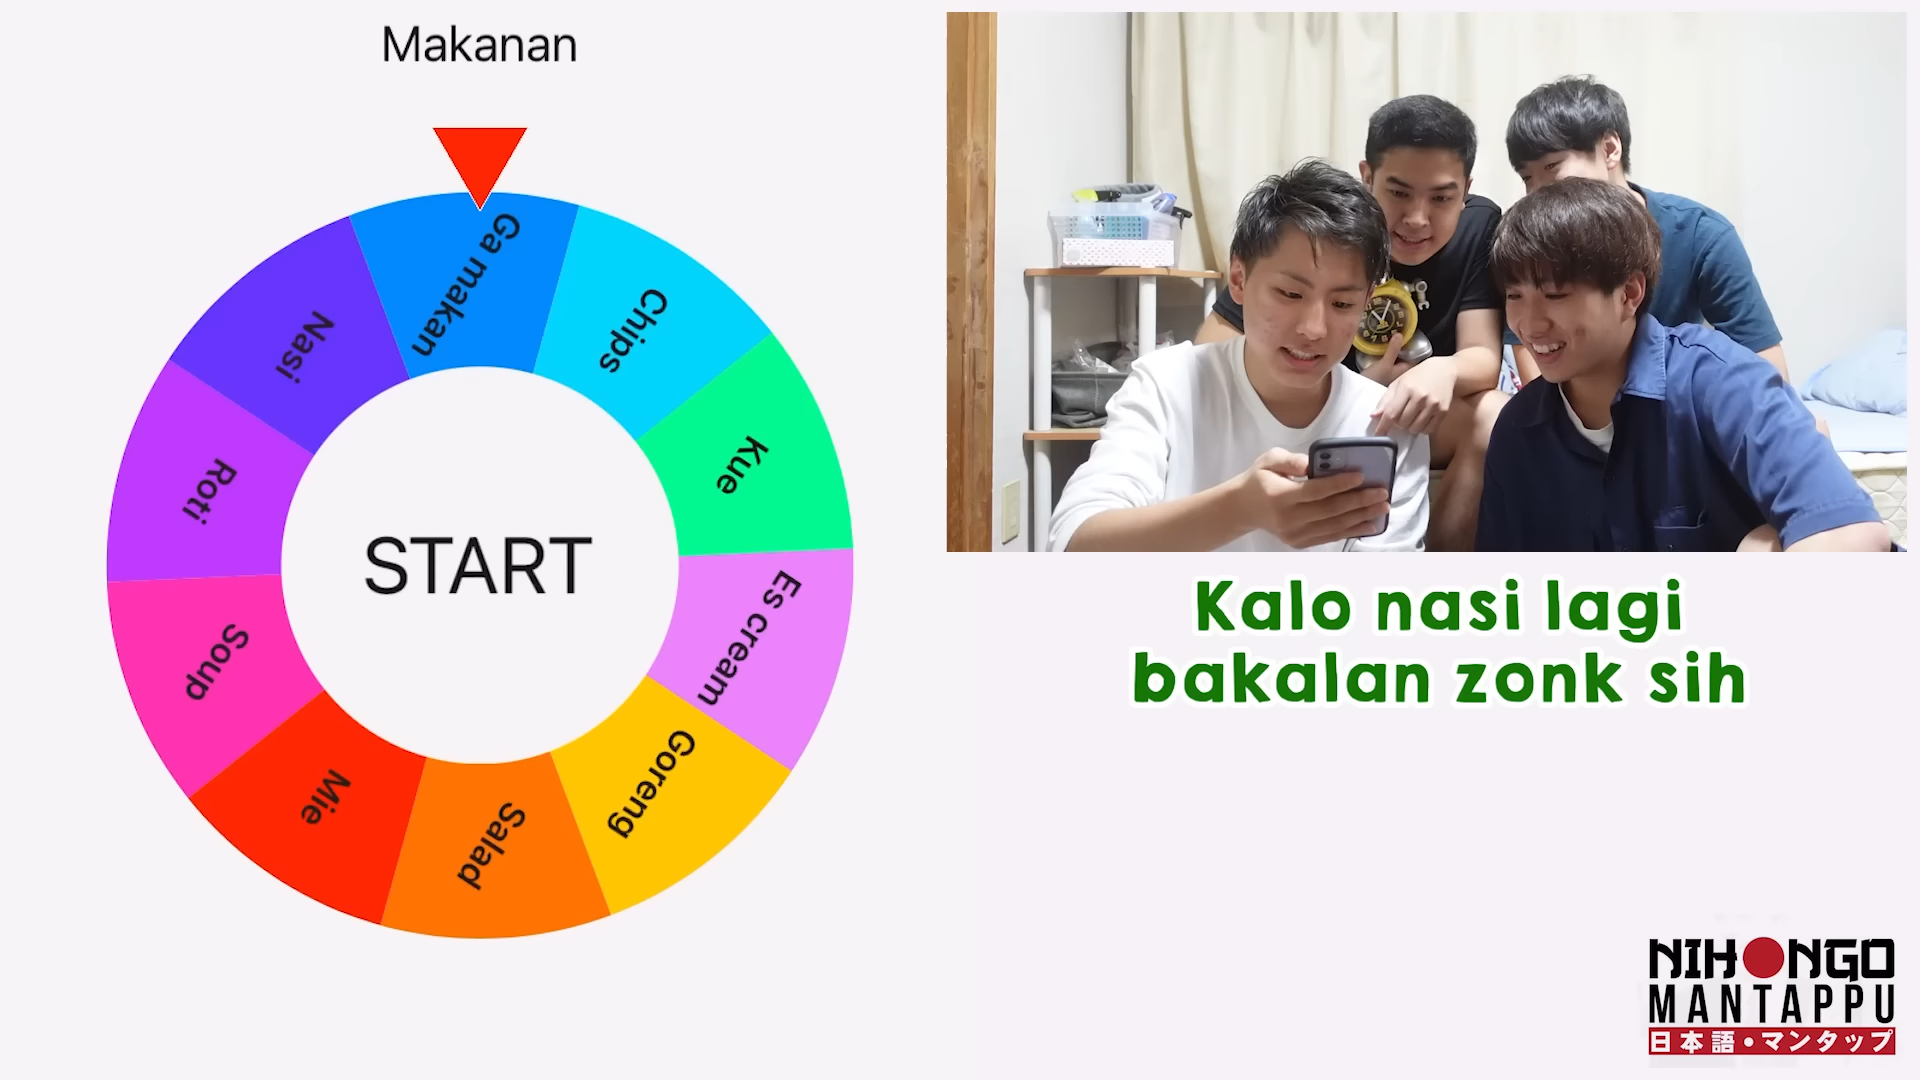 Makanan
Ga makan
Chips
Kue
Es cream
Goreng
Salad
Mie
Soup
Roti
Nasi
START
Kalo nasi lagi
bakalan zonk sih
NIHONGO
MANTAPPU
日本語・マンタップ